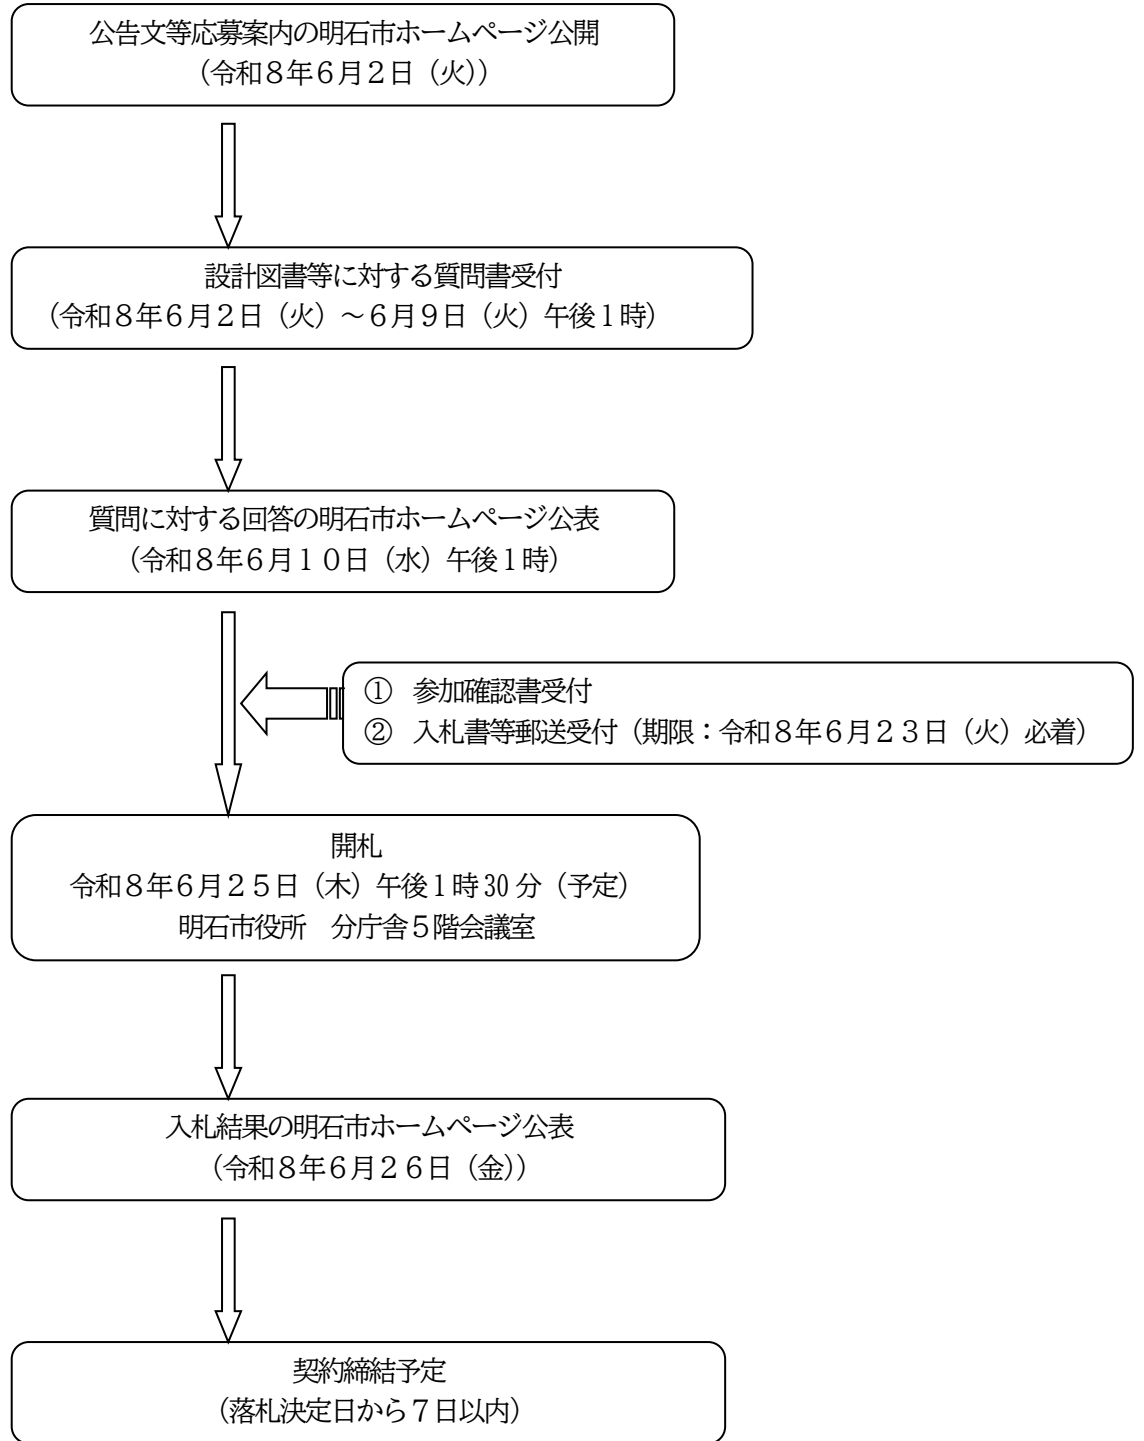 公告文等応募案内の明石市ホームページ公開
（令和８年６月２日（火））
設計図書等に対する質問書受付
（令和８年６月２日（火）～６月９日（火）午後１時）
質問に対する回答の明石市ホームページ公表
（令和８年６月１０日（水）午後１時）
①　参加確認書受付
②　入札書等郵送受付（期限：令和８年６月２３日（火）必着）
開札
令和８年６月２５日（木）午後１時 30 分（予定）
明石市役所　分庁舎５階会議室
入札結果の明石市ホームページ公表
（令和８年６月２６日（金））
契約締結予定
（落札決定日から７日以内）